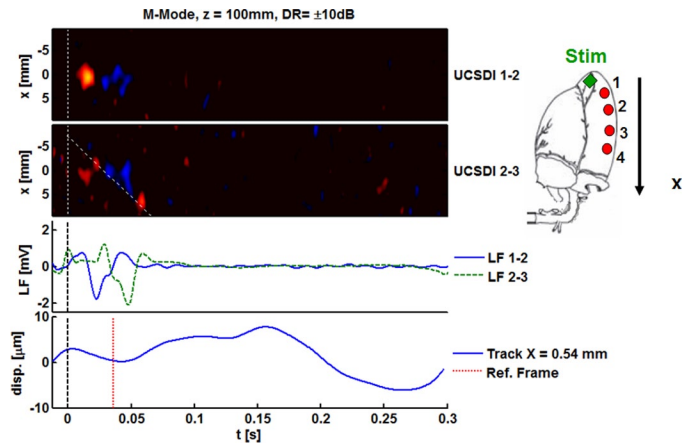 M-Mode, z = 100mm, DR= ±10dB
-5
0
5
x [mm]
UCSDI 1-2
-5
0
5
x [mm]
UCSDI 2-3
2
0
-2
LF [mV]
LF 1-2
LF 2-3
10
0
-10
disp. [μm]
Track X = 0.54 mm
Ref. Frame
0 0.05 0.1 0.15 0.2 0.25 0.3
t [s]
Stim
1
2
3
4
x